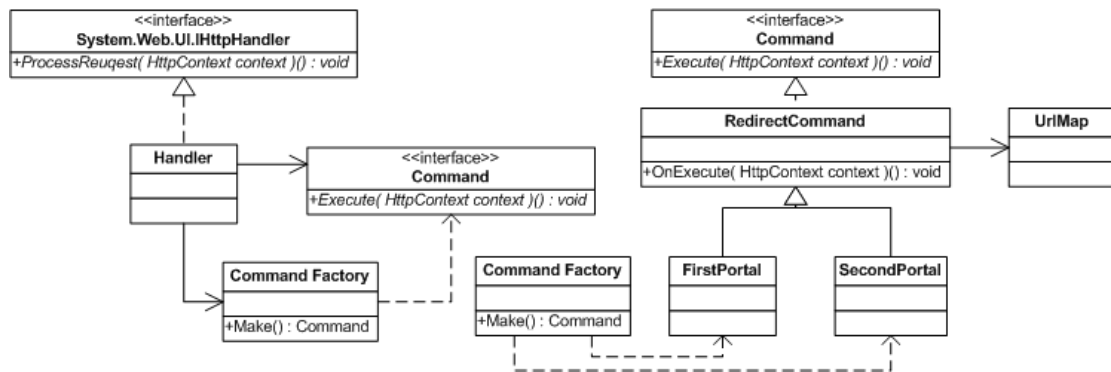 <<interface>>
System.Web.UI.IHttpHandler
+ProcessReuqest( HttpContext context )() : void
Handler
<<interface>>
Command
+Execute( HttpContext context )() : void
Command Factory
+Make() : Command
<<interface>>
Command
+Execute( HttpContext context )() : void
RedirectCommand
+OnExecute( HttpContext context )() : void
UrlMap
Command Factory
+Make() : Command
FirstPortal
SecondPortal